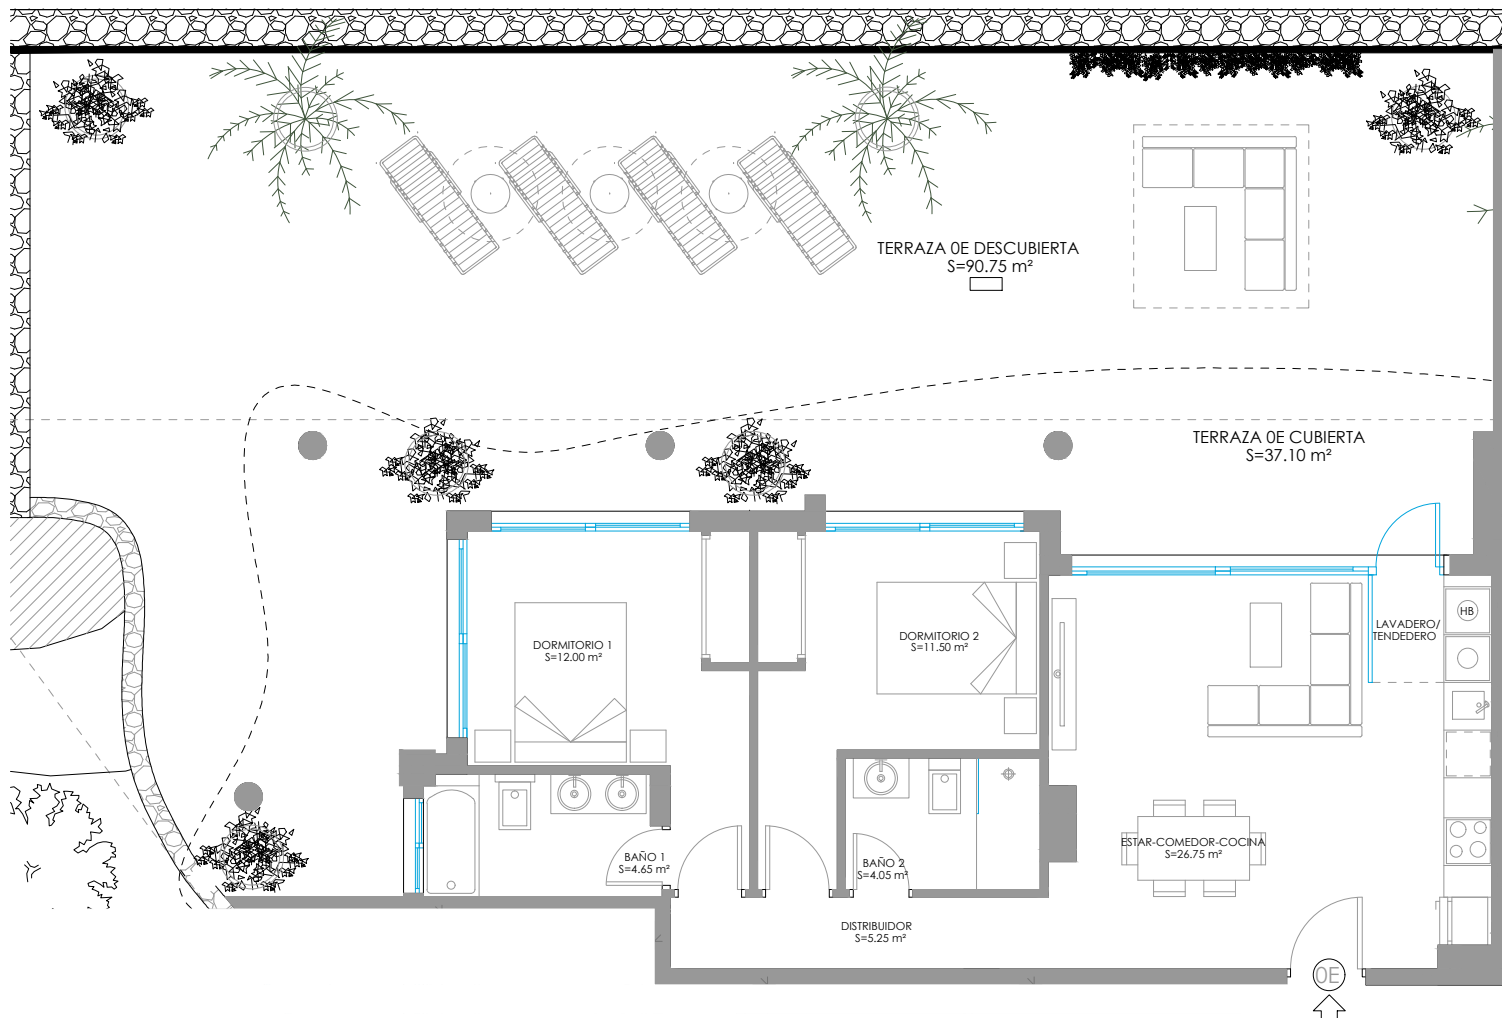 TERRAZA 0E DESCUBIERTA
S=90.75 m²
TERRAZA 0E CUBIERTA
S=37.10 m²
HB
LAVADERO/
TENDEDERO
DORMITORIO 1
S=12.00 m²
DORMITORIO 2
S=11.50 m²
ESTAR-COMEDOR-COCINA
S=26.75 m²
BAÑO 1
S=4.65 m²
BAÑO 2
S=4.05 m²
DISTRIBUIDOR
S=5.25 m²
0E